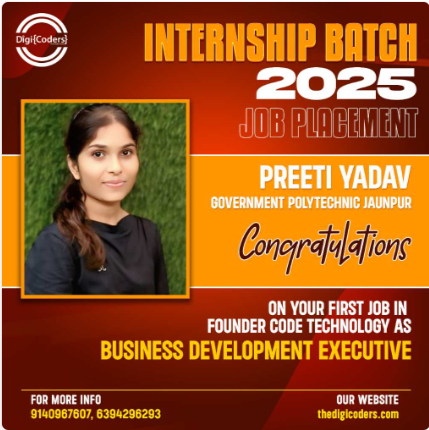 Digi{Coders}
INTERNSHIP BATCH
2025
JOB PLACEMENT
PREETI YADAV
GOVERNMENT POLYTECHNIC JAUNPUR
Congratulations
ON YOUR FIRST JOB IN
FOUNDER CODE TECHNOLOGY AS
BUSINESS DEVELOPMENT EXECUTIVE
FOR MORE INFO
9140967607, 6394296293
OUR WEBSITE
thedigicoders.com